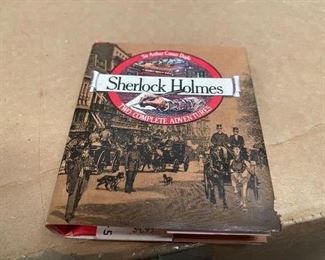 Sir Arthur Conan Doyle
Sherlock Holmes
TWO COMPLETE ADVENTURES